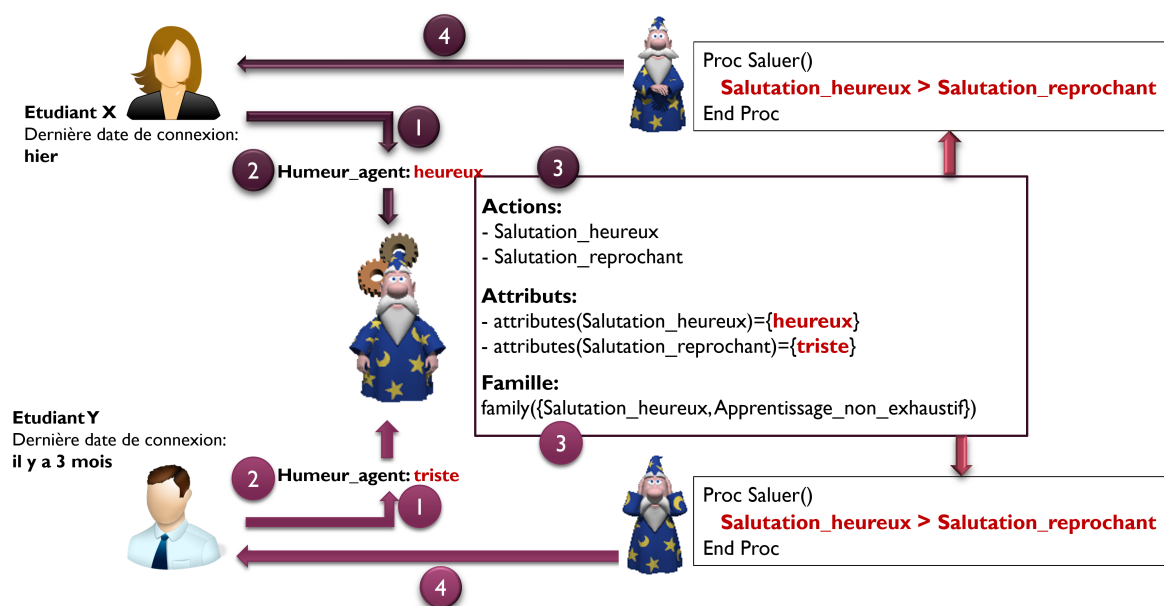 4
Proc Saluer()
Salutation_heureux > Salutation_reprochant
End Proc
Etudiant X
Dernière date de connexion:
hier
1
2
Humeur_agent: heureux
3
Actions:
- Salutation_heureux
- Salutation_reprochant
Attributs:
- attributes(Salutation_heureux)={heureux}
- attributes(Salutation_reprochant)={triste}
Famille:
family({Salutation_heureux, Apprentissage_non_exhaustif})
3
Etudiant Y
Dernière date de connexion:
il y a 3 mois
2
Humeur_agent: triste
1
Proc Saluer()
Salutation_heureux > Salutation_reprochant
End Proc
4